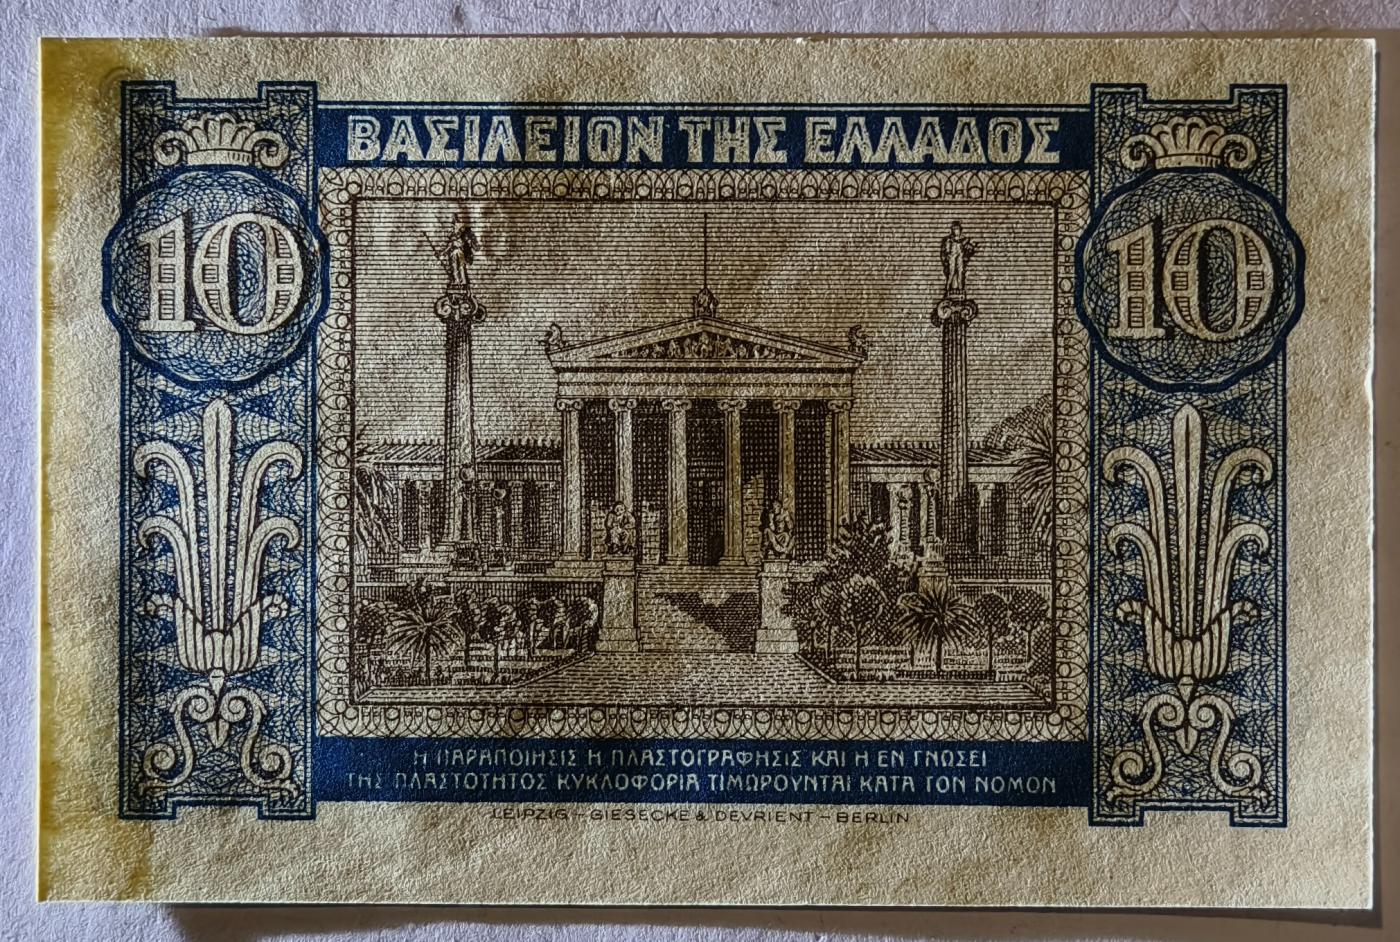 ΒΑΣΙΛΕΙΟΝ ΤΗΣ ΕΛΛΑΔΟΣ
10 10
Η ΠΑΡΑΠΟΙΗΣΙΣ Η ΠΛΑΣΤΟΓΡΑΦΗΣΙΣ ΚΑΙ Η ΕΝ ΓΝΩΣΕΙ
ΤΗΣ ΠΛΑΣΤΟΤΗΤΟΣ ΚΥΚΛΟΦΟΡΙΑ ΤΙΜΩΡΟΥΝΤΑΙ ΚΑΤΑ ΤΟΝ ΝΟΜΟΝ
LEIPZIG – GIESECKE & DEVRIENT – BERLIN